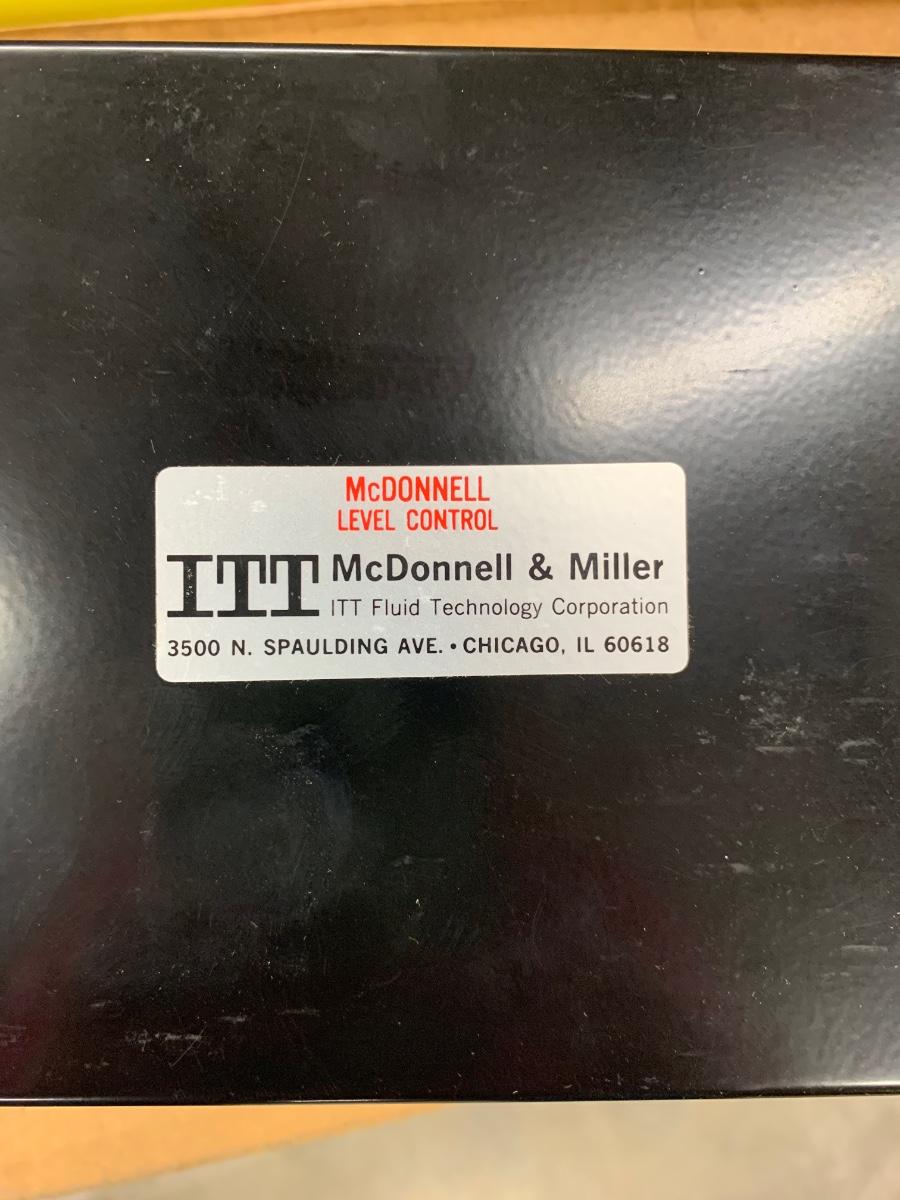 McDONNELL
LEVEL CONTROL
ITT McDonnell & Miller
ITT Fluid Technology Corporation
3500 N. SPAULDING AVE. • CHICAGO, IL 60618